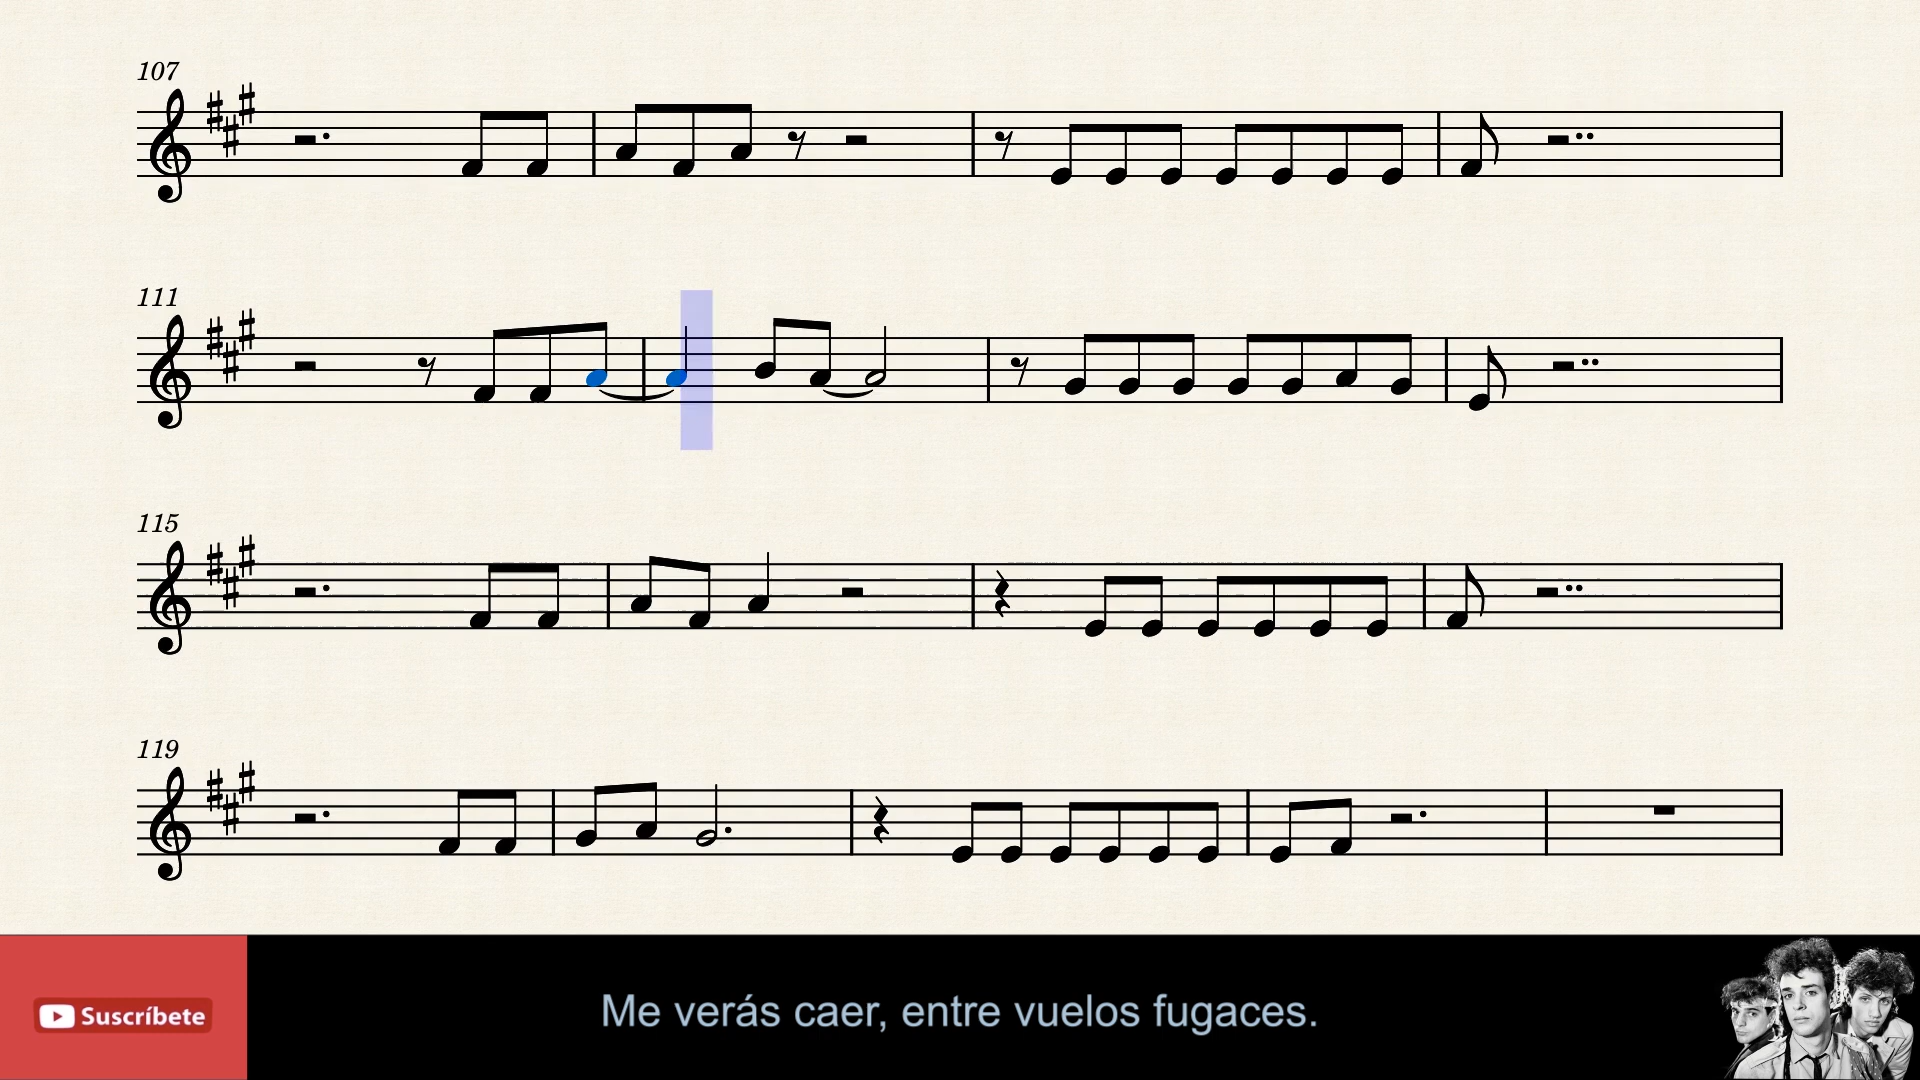 107
111
115
119
Suscríbete
Me verás caer, entre vuelos fugaces.